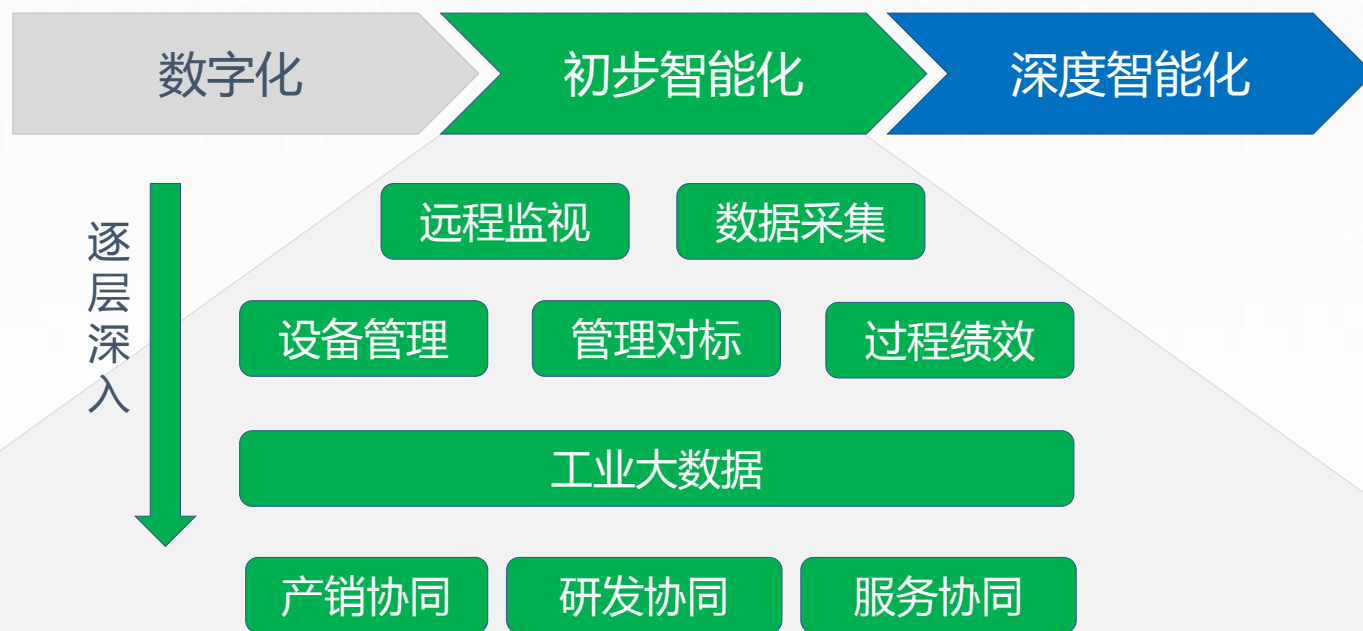 数字化
初步智能化
深度智能化
逐层深入
远程监视
数据采集
设备管理
管理对标
过程绩效
工业大数据
产销协同
研发协同
服务协同